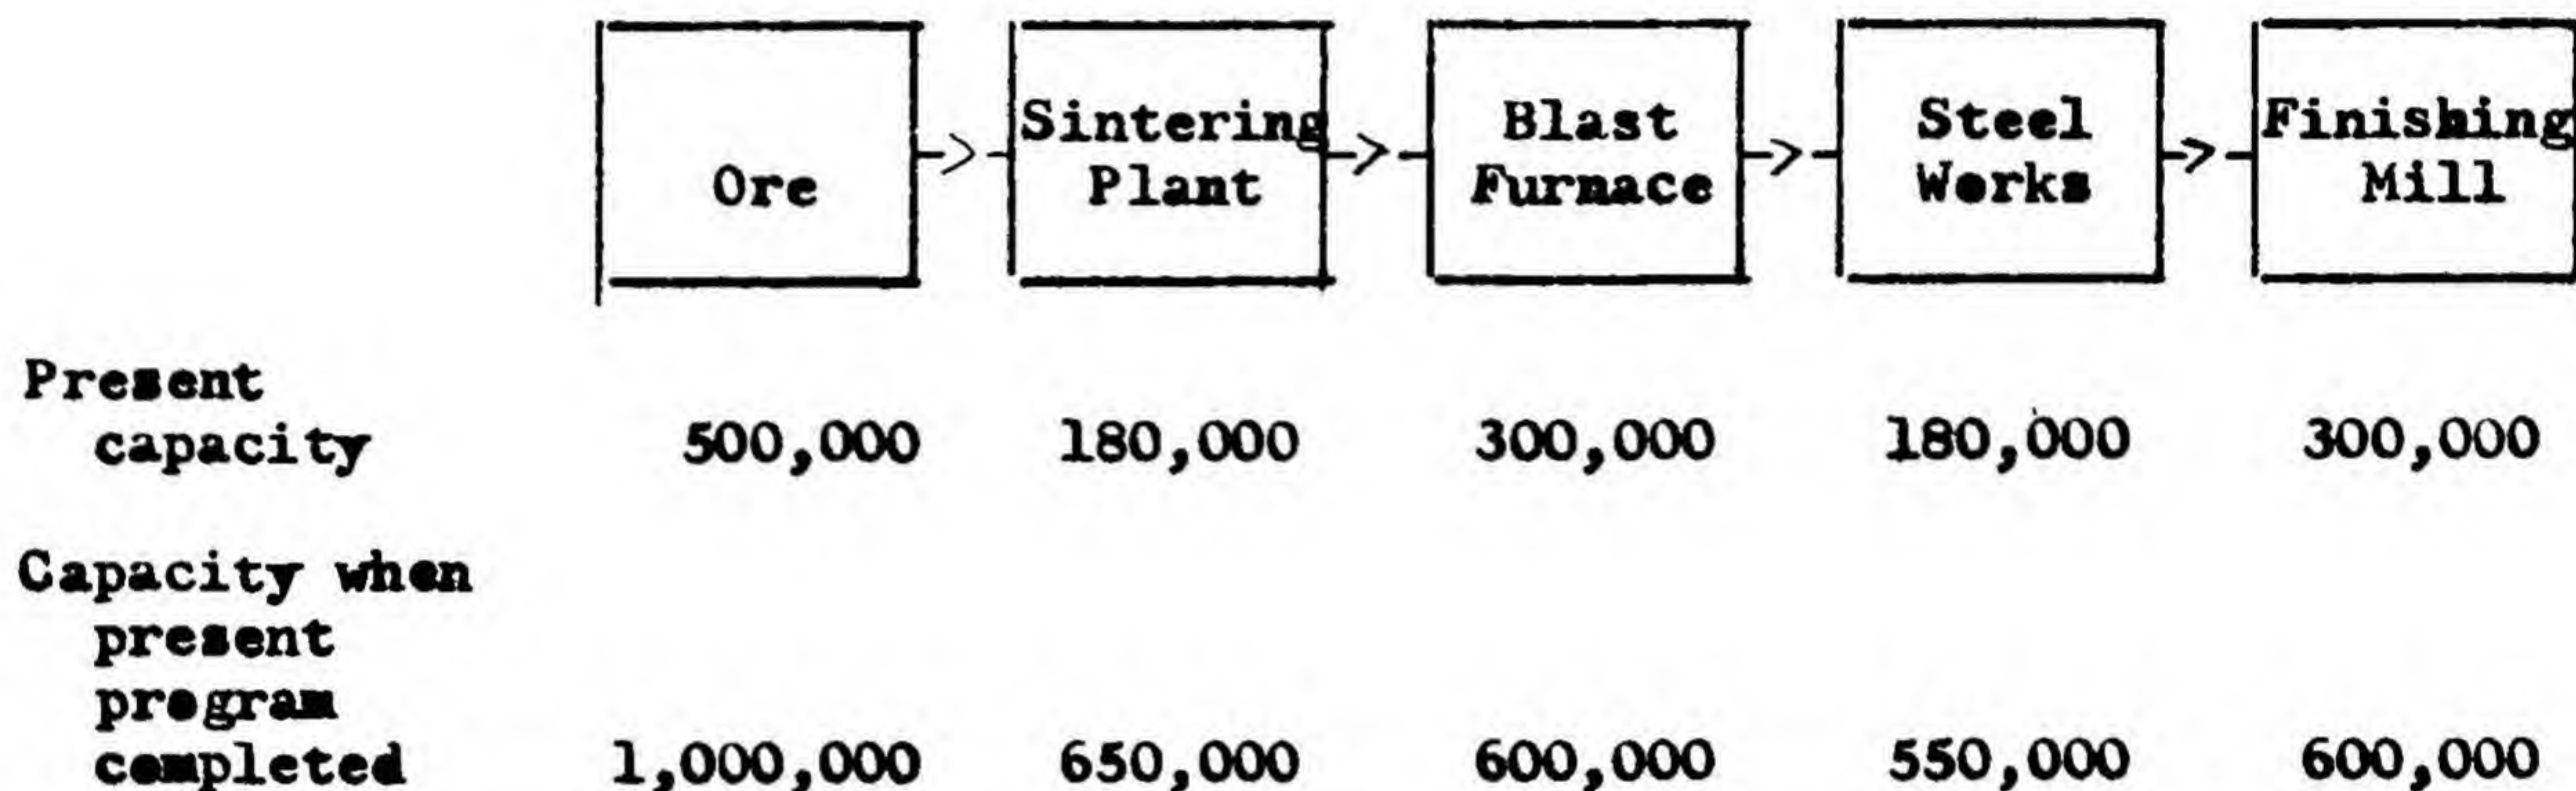 Ore
Sintering
Plant
Blast
Furnace
Steel
Works
Finishing
Mill
Present
capacity 500,000 180,000 300,000 180,000 300,000
Capacity when
present
program
completed 1,000,000 650,000 600,000 550,000 600,000